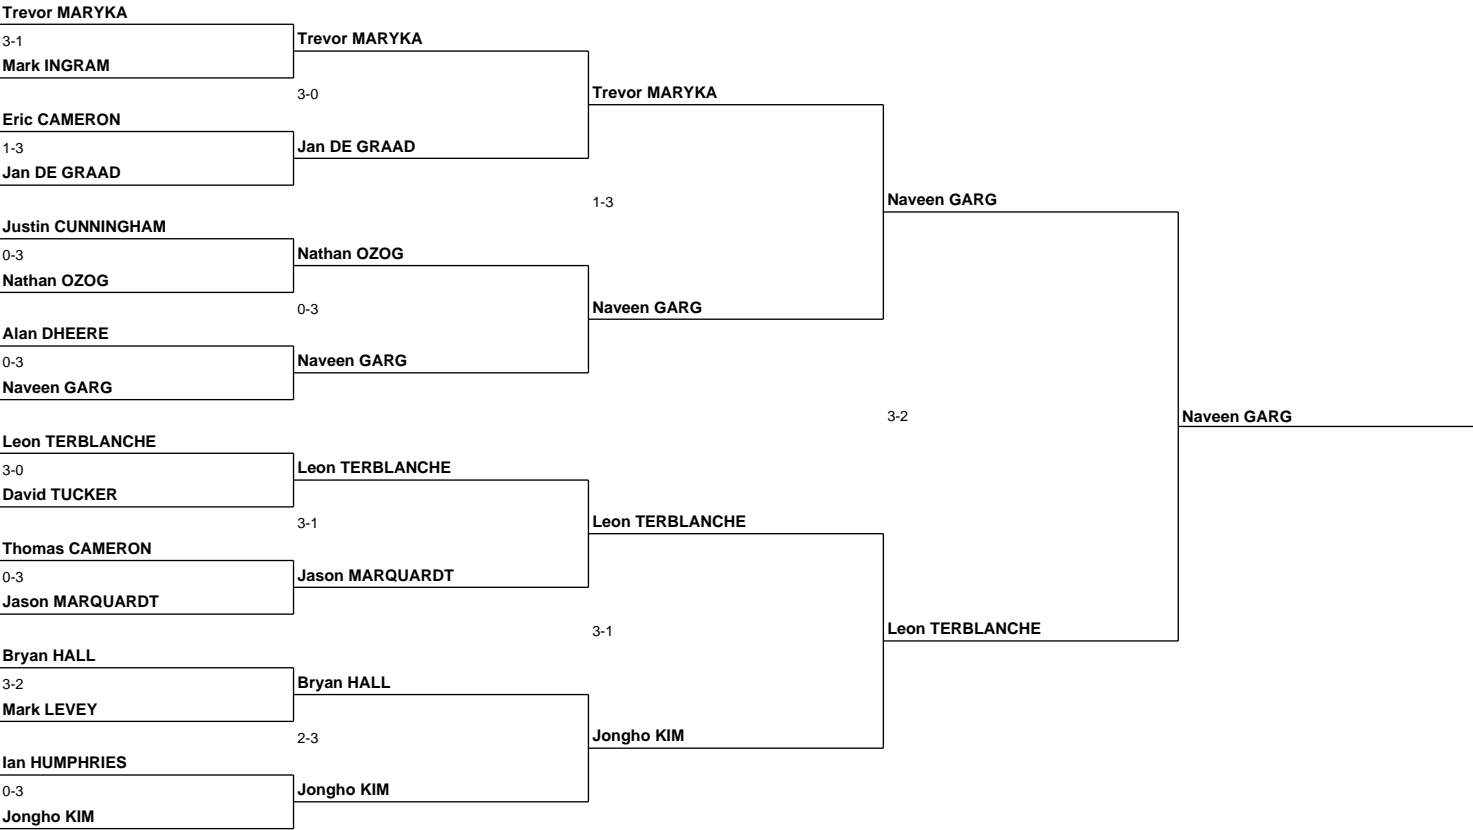 Trevor MARYKA
3-1
Mark INGRAM
Eric CAMERON
1-3
Jan DE GRAAD
Justin CUNNINGHAM
0-3
Nathan OZOG
Alan DHEERE
0-3
Naveen GARG
Leon TERBLANCHE
3-0
David TUCKER
Thomas CAMERON
0-3
Jason MARQUARDT
Bryan HALL
3-2
Mark LEVEY
Ian HUMPHRIES
0-3
Jongho KIM
Trevor MARYKA
3-0
Jan DE GRAAD
Nathan OZOG
0-3
Naveen GARG
Leon TERBLANCHE
3-1
Jason MARQUARDT
Bryan HALL
2-3
Jongho KIM
Trevor MARYKA
1-3
Naveen GARG
Leon TERBLANCHE
3-1
Jongho KIM
Naveen GARG
3-2
Leon TERBLANCHE
Naveen GARG